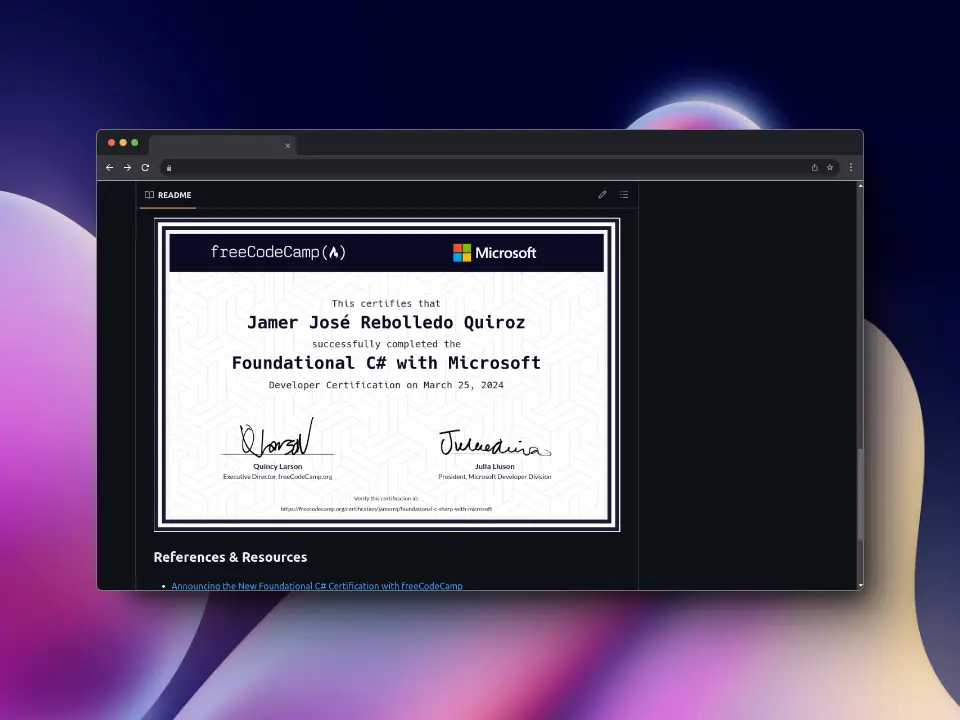 README
freeCodeCamp(🔥)
Microsoft
This certifies that
Jamer José Rebolledo Quiroz
successfully completed the
Foundational C# with Microsoft
Developer Certification on March 25, 2024
Quincy Larson
Executive Director, freeCodeCamp.org
Julia Liuson
President, Microsoft Developer Division
Verify this certification at:
https://freecodecamp.org/certification/jamerrq/foundational-c-sharp-with-microsoft
References & Resources
• Announcing the New Foundational C# Certification with freeCodeCamp